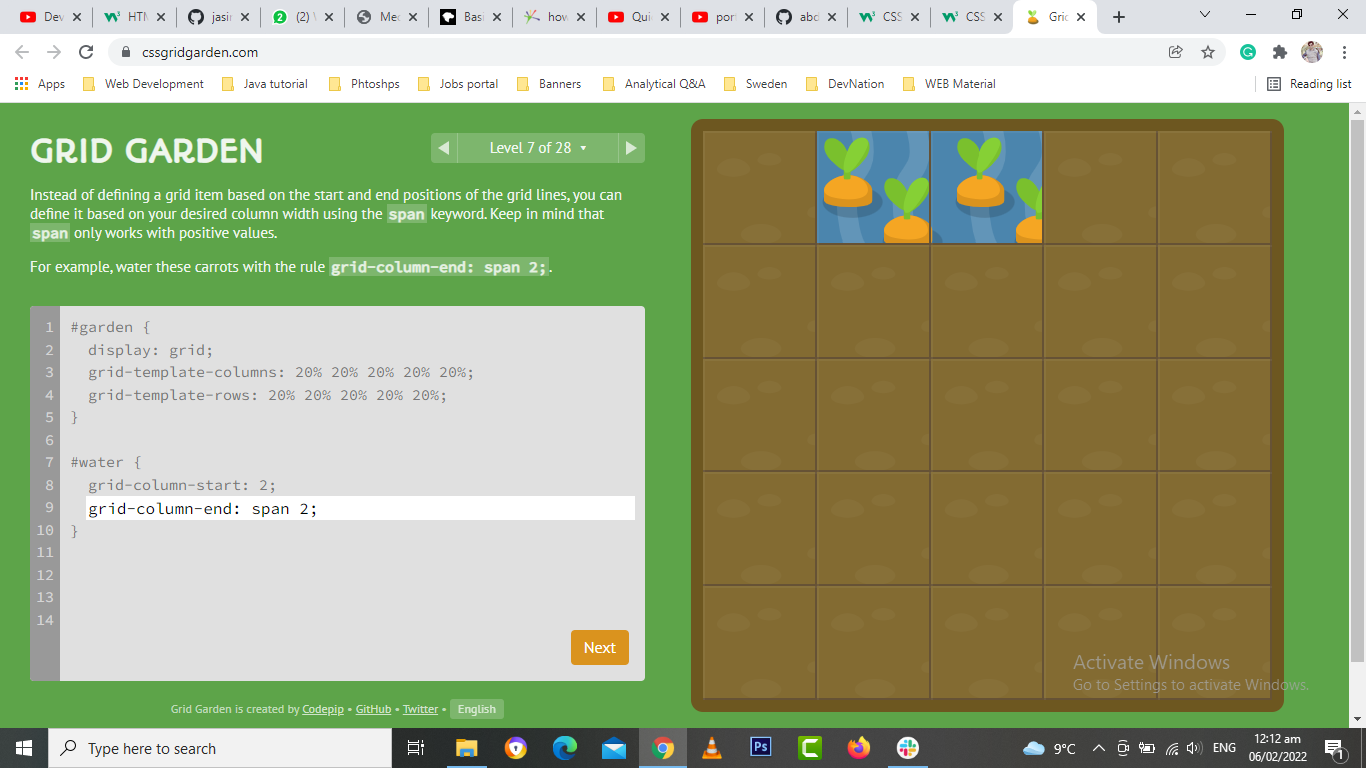 Dev
HTM
jasi
(2)
Med
Basi
how
Qui
port
abd
CSS
CSS
Grid
cssgridgarden.com
Apps
Web Development
Java tutorial
Phtoshps
Jobs portal
Banners
Analytical Q&A
Sweden
DevNation
WEB Material
Reading list
GRID GARDEN
Level 7 of 28
Instead of defining a grid item based on the start and end positions of the grid lines, you can
define it based on your desired column width using the span keyword. Keep in mind that
span only works with positive values.
For example, water these carrots with the rule grid-column-end: span 2;.
1 #garden {
2 display: grid;
3 grid-template-columns: 20% 20% 20% 20% 20%;
4 grid-template-rows: 20% 20% 20% 20% 20%;
5 }
6
7 #water {
8 grid-column-start: 2;
9 grid-column-end: span 2;
10 }
11
12
13
14
Next
Grid Garden is created by Codepip • GitHub • Twitter • English
Activate Windows
Go to Settings to activate Windows.
Type here to search
Ps
9°C
ENG
12:12 am
06/02/2022
1